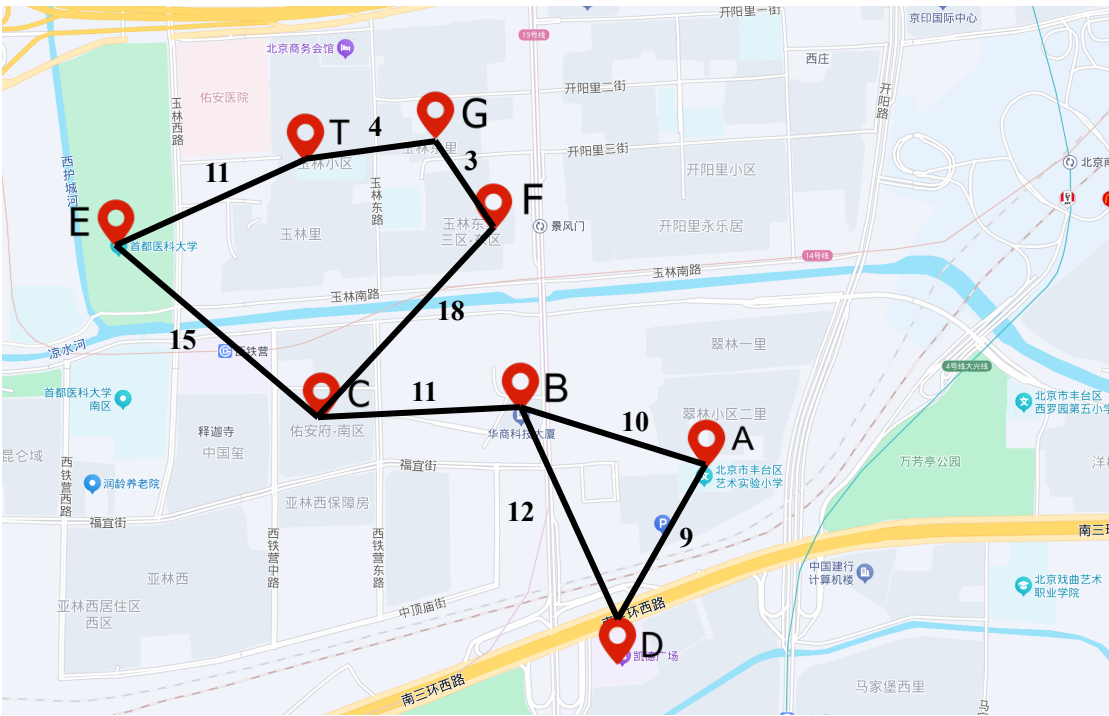 开阳里一街
京印国际中心
19号线
北京商务会馆
西庄
佑安医院
开阳里二街
开阳路
玉林西路
G
4
T
开阳里三街
3
玉林小区
西护城河
11
开阳里小区
玉林东路
F
E
玉林里
景风门
开阳里永乐居
首都医科大学
14号线
玉林南路
玉林南路
18
15
凉水河
翠林一里
4号线大兴线
C
11
B
首都医科大学
南区
北京市丰台区
西罗园第五小学
翠林小区二里
10
释迦寺
佑安府-南区
华商科技大厦
A
中国玺
万芳亭公园
福宜街
北京市丰台区
艺术实验小学
西铁营西路
润龄养老院
亚林西保障房
P
12
9
福宜街
南三环
西铁营中路
西铁营东路
亚林西
中国建行
计算机楼
北京戏曲艺术
职业学院
亚林西居住区
西区
中顶庙街
南三环西路
D
凯德广场
南三环西路
马家堡西里